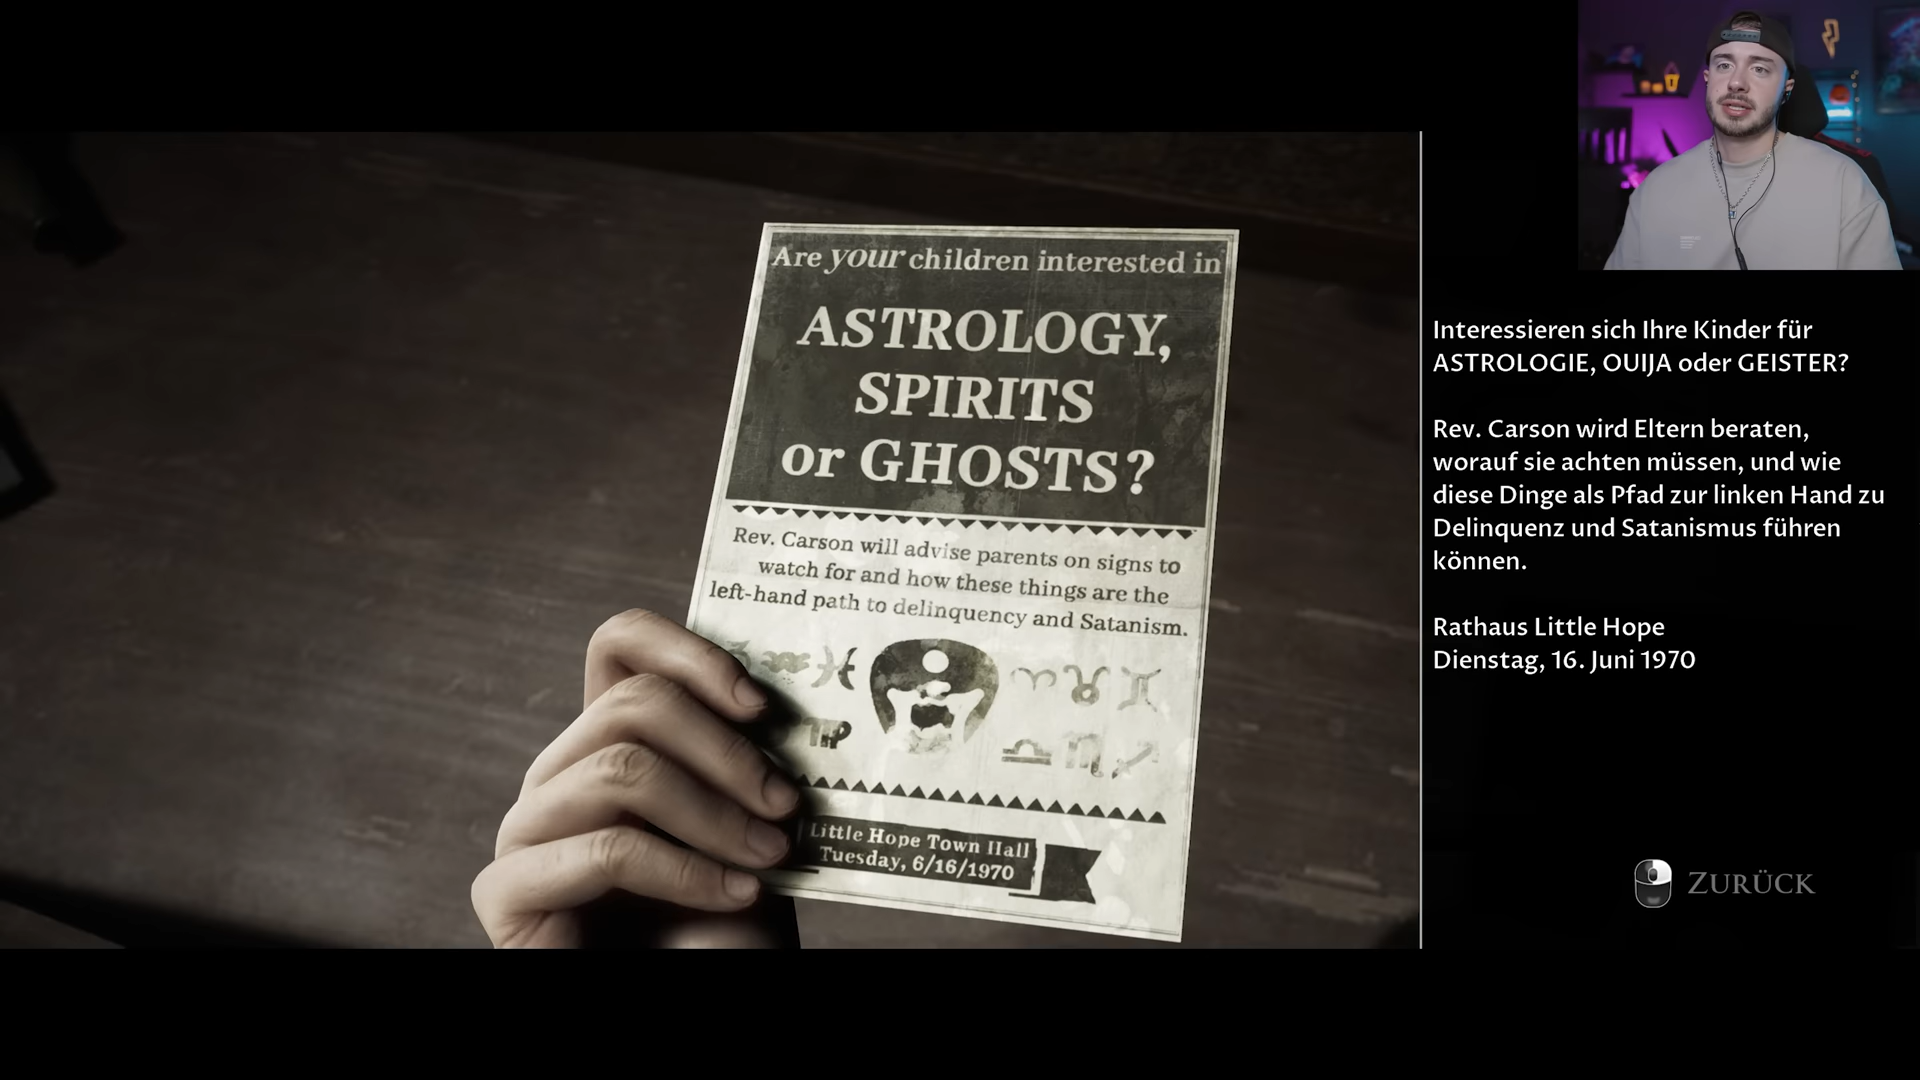 Are your children interested in
ASTROLOGY,
SPIRITS
or GHOSTS?
Rev. Carson will advise parents on signs to
watch for and how these things are the
left-hand path to delinquency and Satanism.
Little Hope Town Hall
Tuesday, 6/16/1970
Interessieren sich Ihre Kinder für
ASTROLOGIE, OUIJA oder GEISTER?
Rev. Carson wird Eltern beraten,
worauf sie achten müssen, und wie
diese Dinge als Pfad zur linken Hand zu
Delinquenz und Satanismus führen
können.
Rathaus Little Hope
Dienstag, 16. Juni 1970
ZURÜCK